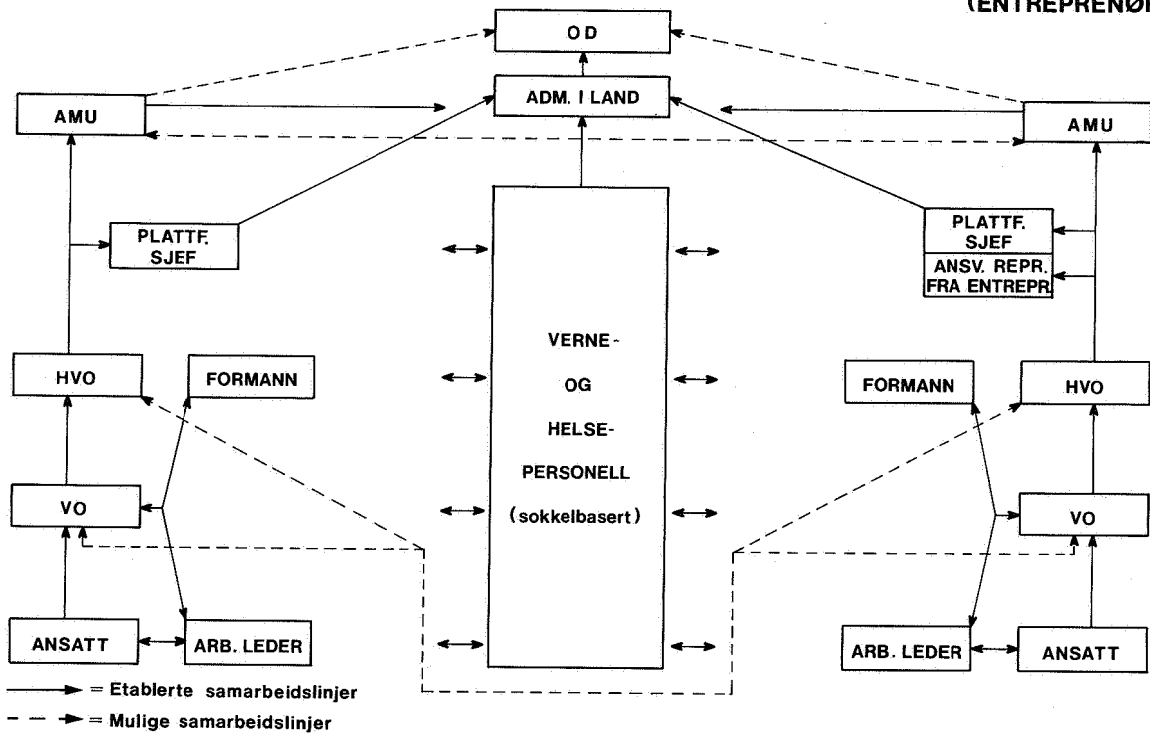 (ENTREPRENØ
OD
ADM. I LAND
AMU
AMU
PLATTF.
SJEF
PLATTF.
SJEF
ANSV. REPR.
FRA ENTREPR.
VERNE-
OG
HELSE-
PERSONELL
(sokkelbasert)
HVO
FORMANN
FORMANN
HVO
VO
VO
ANSATT
ARB. LEDER
ARB. LEDER
ANSATT
= Etablerte samarbeidslinjer
= Mulige samarbeidslinjer